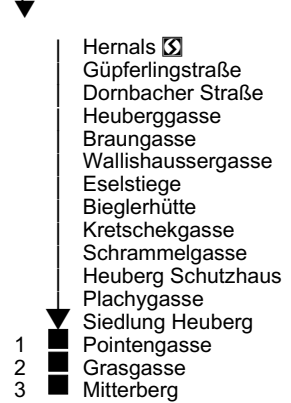 Hernals
Güpferlingstraße
Dornbacher Straße
Heuberggasse
Braungasse
Wallishaussergasse
Eselstiege
Bieglerhütte
Kretschekgasse
Schrammelgasse
Heuberg Schutzhaus
Plachygasse
Siedlung Heuberg
1 Pointengasse
2 Grasgasse
3 Mitterberg